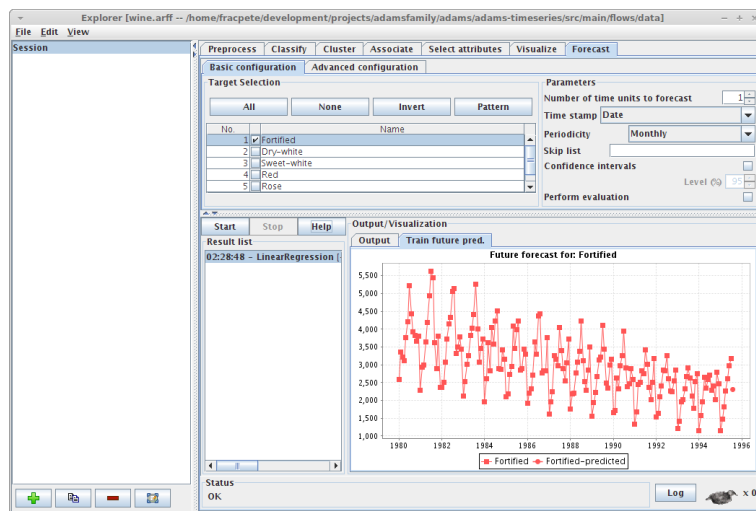 Explorer [wine.arff -- /home/fracpete/development/projects/adamsfamily/adams/adams-timeseries/src/main/flows/data]
File Edit View
Session
Preprocess Classify Cluster Associate Select attributes Visualize Forecast
Basic configuration Advanced configuration
Target Selection
All None Invert Pattern
No. Name
1 Fortified
2 Dry-white
3 Sweet-white
4 Red
5 Rose
Parameters
Number of time units to forecast 1
Time stamp Date
Periodicity Monthly
Skip list
Confidence intervals
Level (%) 95
Perform evaluation
Start Stop Help
Result list
02:28:48 - LinearRegression
Output/Visualization
Output Train future pred.
Future forecast for: Fortified
5,500
5,000
4,500
4,000
3,500
3,000
2,500
2,000
1,500
1,000
1980 1982 1984 1986 1988 1990 1992 1994 1996
Fortified Fortified-predicted
Status
OK
Log
x 0